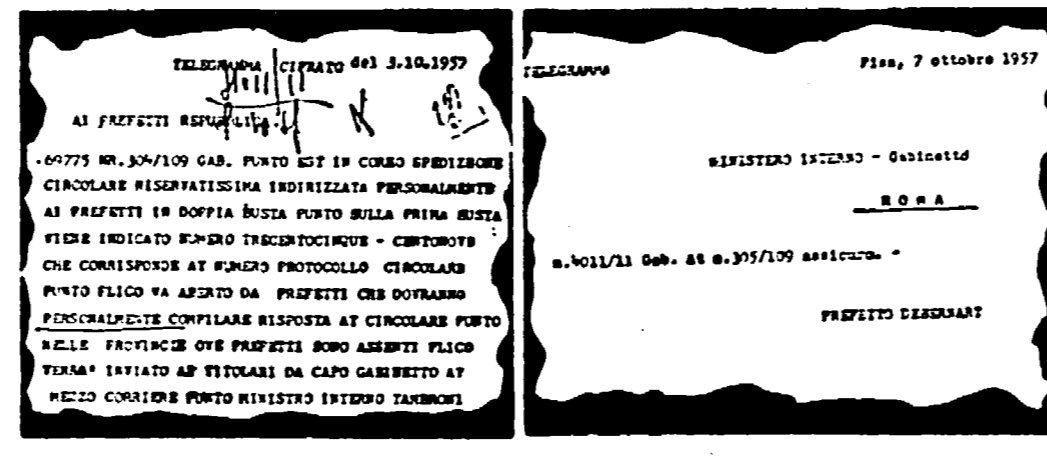 TELEGRAMMA CIFRATO del 3.10.1957
AI PREFETTI REPUBBLICA
.69775 NR.304/109 GAB. PUNTO EST IN CORSO SPEDIZIONE
CIRCOLARE RISERVATISSIMA INDIRIZZATA PERSONALMENTE
AI PREFETTI IN DOPPIA BUSTA PUNTO SULLA PRIMA BUSTA
VIENE INDICATO NUMERO TRECENTOCINQUE - CENTONOVE
CHE CORRISPONDE AT NUMERO PROTOCOLLO CIRCOLARE
PUNTO PLICO VA APERTO DA PREFETTI CHE DOVRANNO
PERSONALMENTE COMPILARE RISPOSTA AT CIRCOLARE PUNTO
NELLE PROVINCIE OVE PREFETTI SONO ASSENTI PLICO
VERRA' INVIATO AT TITOLARI DA CAPO GABINETTO AT
MEZZO CORRIERE PUNTO MINISTRO INTERNO TAMBRONI
TELEGRAMMA
Pisa, 7 ottobre 1957
MINISTERO INTERNO - Gabinetto
ROMA
n.4011/11 Gab. At n.305/109 assicuro. -
PREFETTO